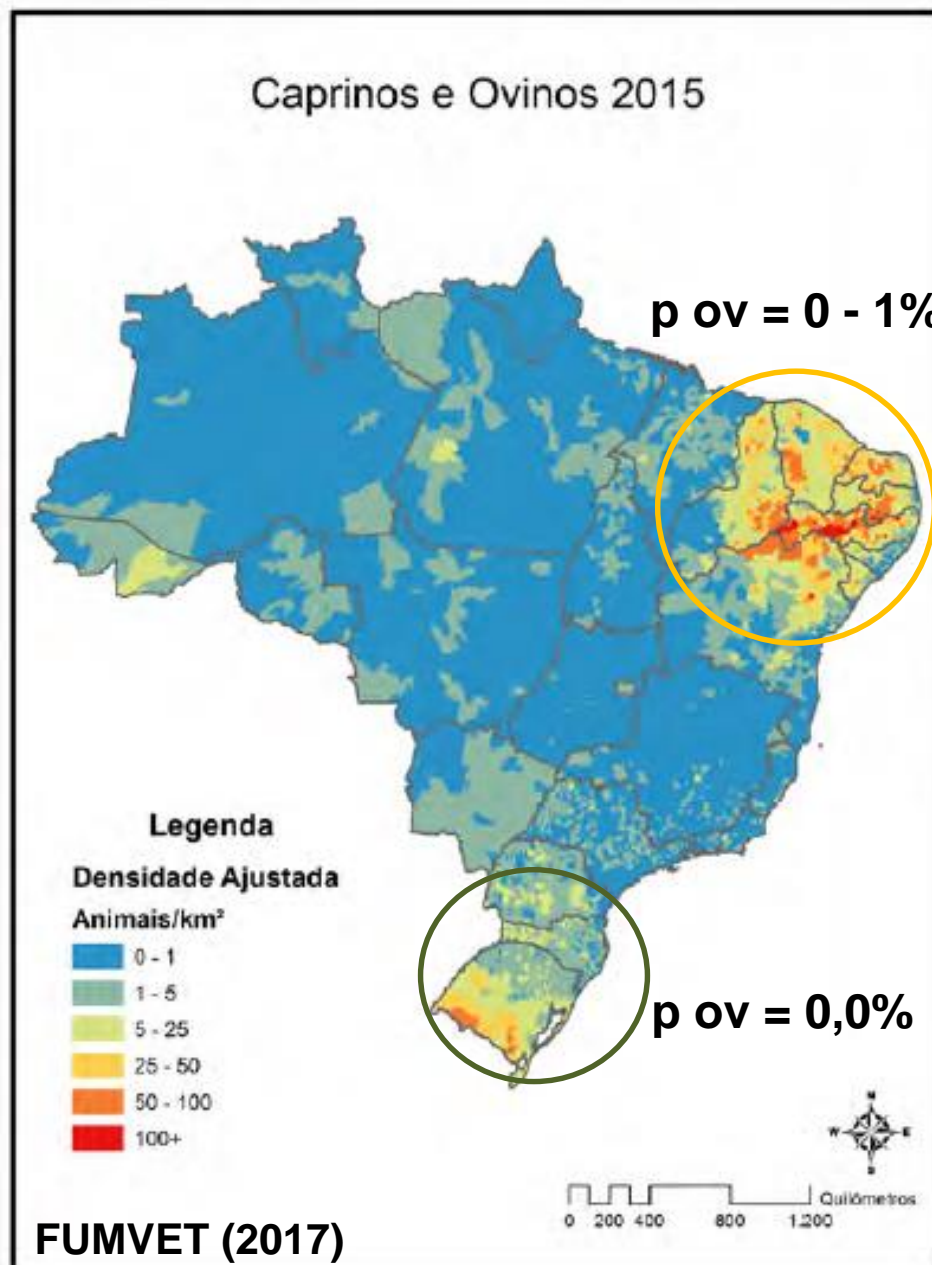 Caprinos e Ovinos 2015
p ov = 0 - 1%
Legenda
Densidade Ajustada
Animais/km²
0 - 1
1 - 5
5 - 25
25 - 50
50 - 100
100+
p ov = 0,0%
W
E
Quilômetros
0 200 400 800 1.200
FUMVET (2017)